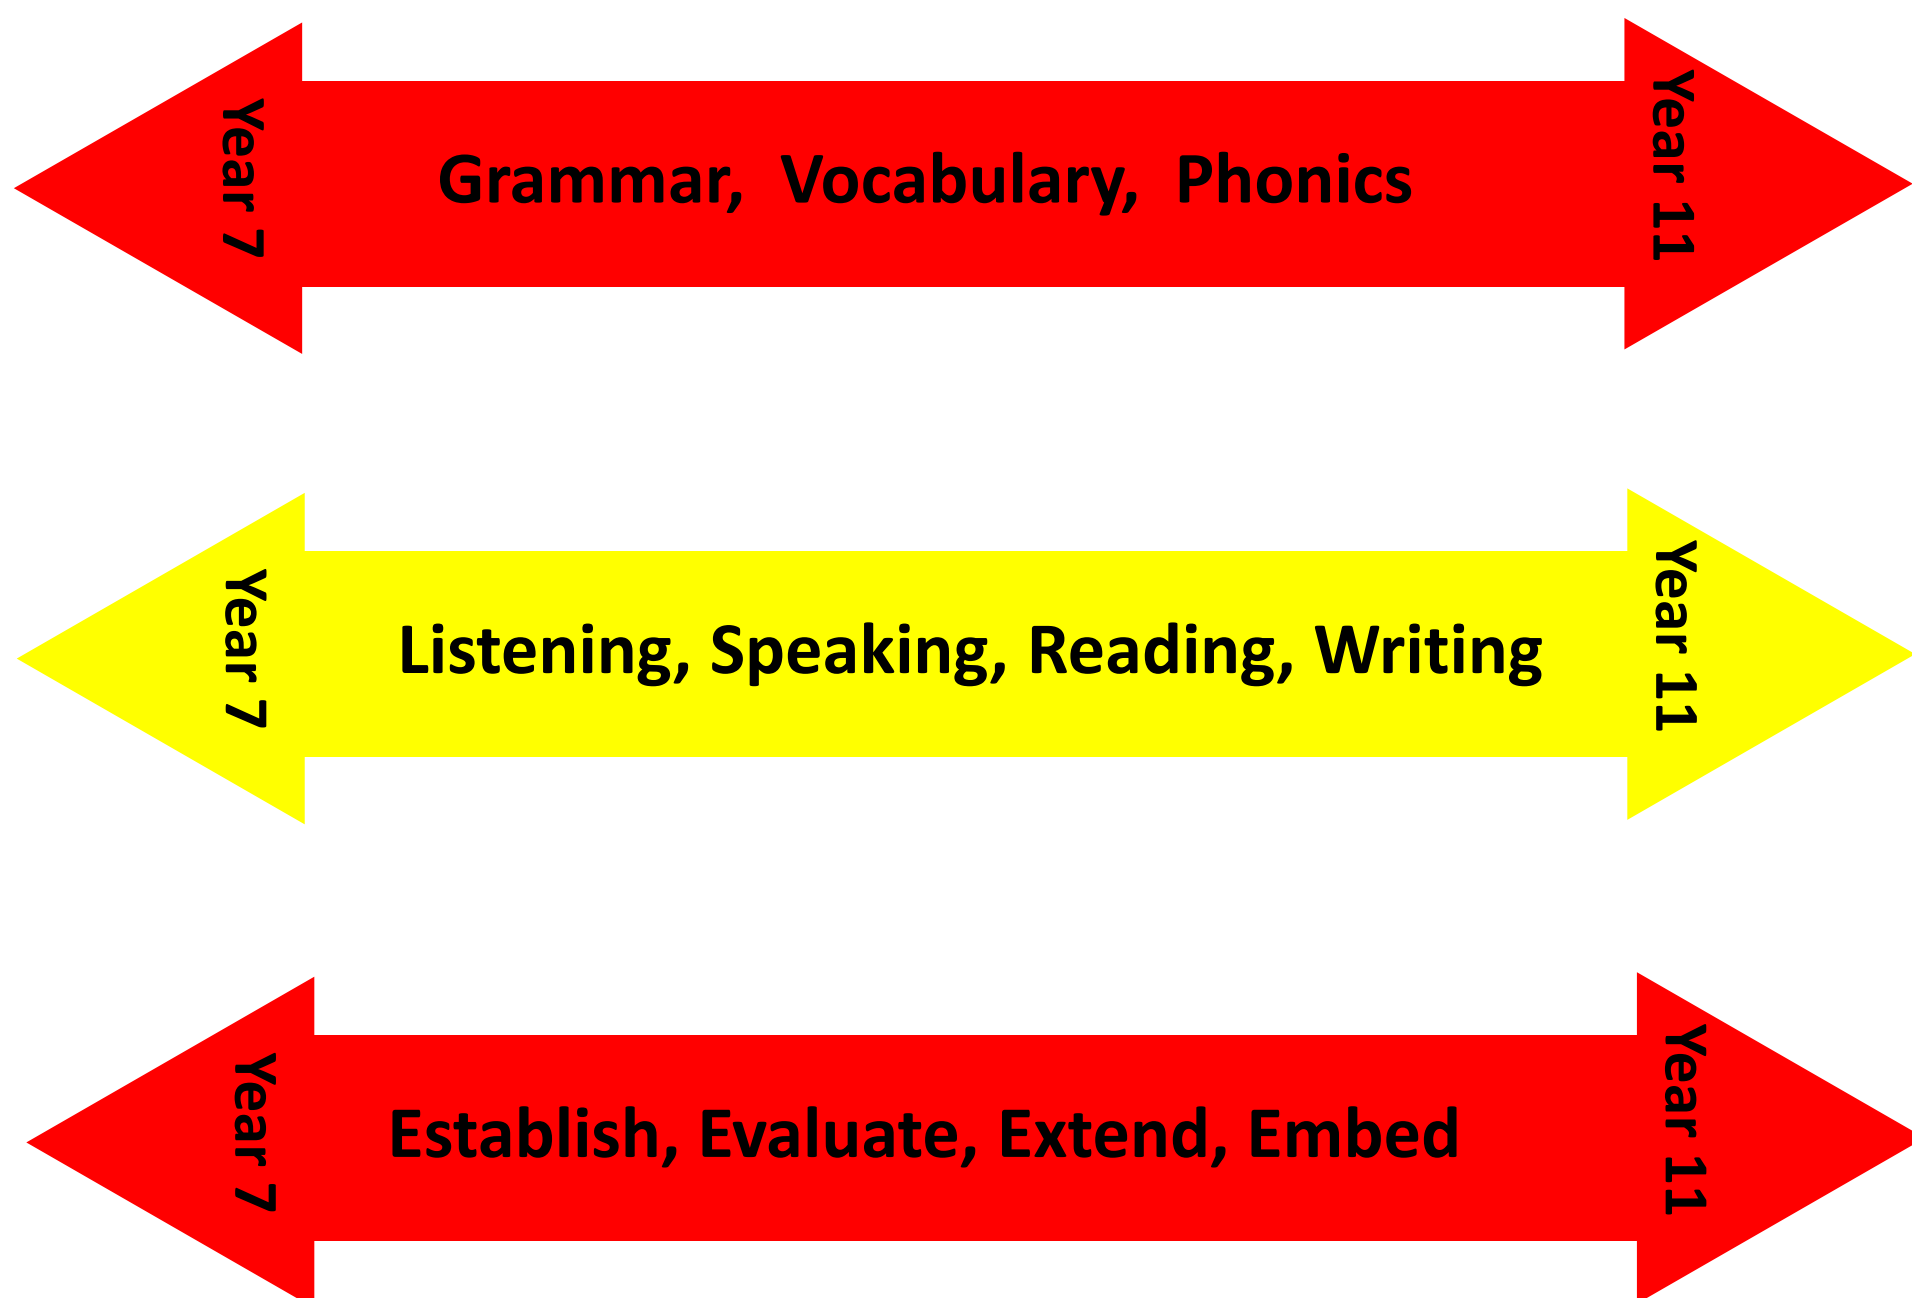 Year 7
Grammar, Vocabulary, Phonics
Year 11
Year 7
Listening, Speaking, Reading, Writing
Year 11
Year 7
Establish, Evaluate, Extend, Embed
Year 11